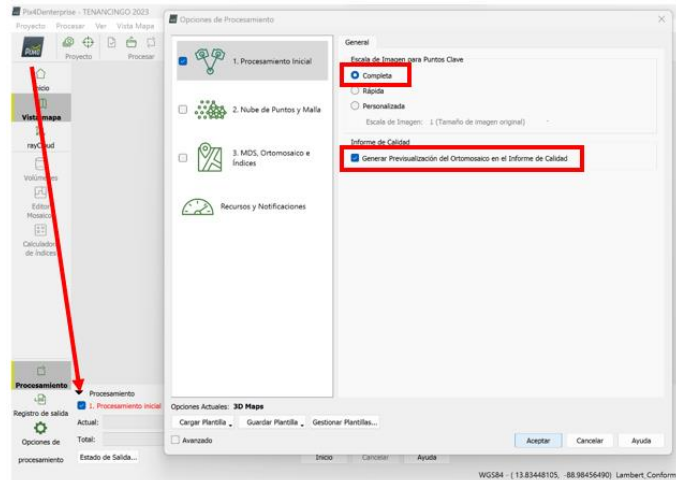 Pix4Denterprise - TENANCINGO 2023
Proyecto Procesar Ver Vista Mapa
Proyecto
Procesar
Inicio
Vista mapa
rayCloud
Volúmenes
Editor
Mosaico
Calculadora
de índices
Procesamiento
Registro de salida
Opciones de
procesamiento
Procesamiento
1. Procesamiento Inicial
Actual:
Total:
Estado de Salida...
Inicio Cancelar Ayuda
Opciones de Procesamiento
1. Procesamiento Inicial
2. Nube de Puntos y Malla
3. MDS, Ortomosaico e
Índices
Recursos y Notificaciones
General
Escala de Imagen para Puntos Clave
Completa
Rápida
Personalizada
Escala de Imagen: 1 (Tamaño de imagen original)
Informe de Calidad
Generar Previsualización del Ortomosaico en el Informe de Calidad
Opciones Actuales: 3D Maps
Cargar Plantilla Guardar Plantilla Gestionar Plantillas...
Avanzado
Aceptar Cancelar Ayuda
WGS84 - ( 13.83448105, -88.98456490) Lambert_Conform